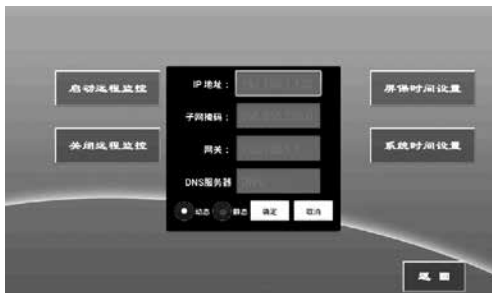 启动远程监控
关闭远程监控
IP地址：
子网掩码：
网关：
DNS服务器
动态 静态 确定 取消
屏保时间设置
系统时间设置
返回